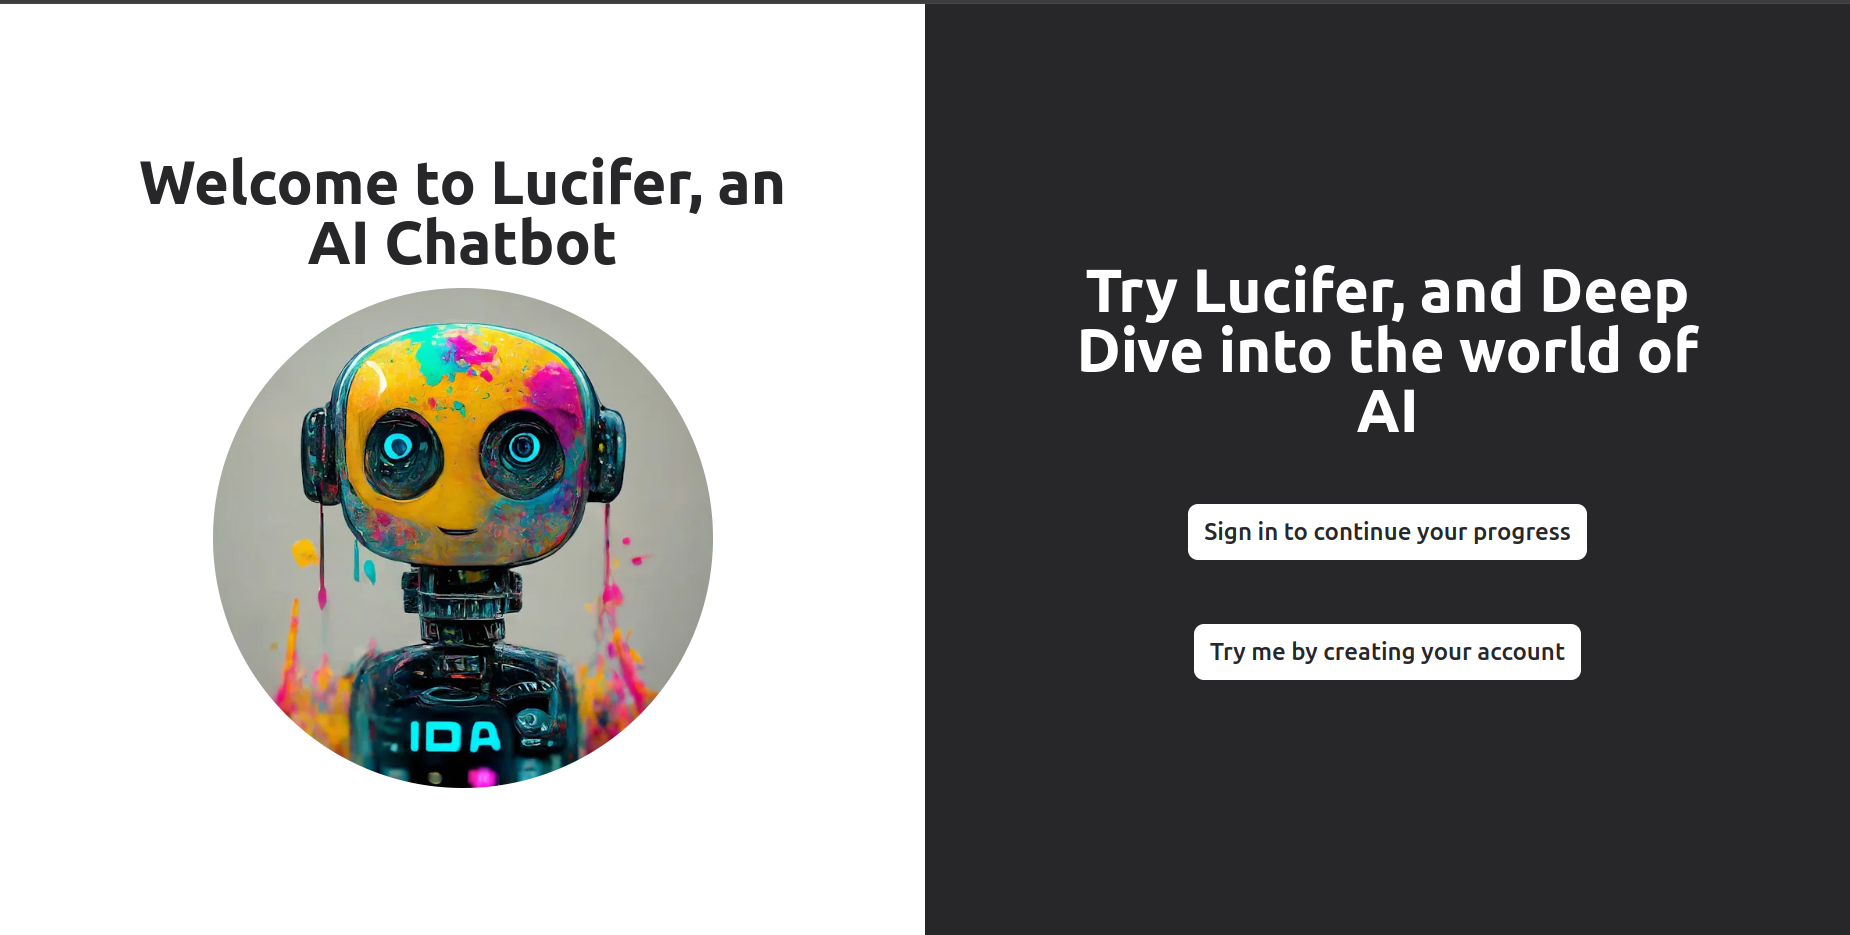 Welcome to Lucifer, an
AI Chatbot
IDA
Try Lucifer, and Deep
Dive into the world of
AI
Sign in to continue your progress
Try me by creating your account